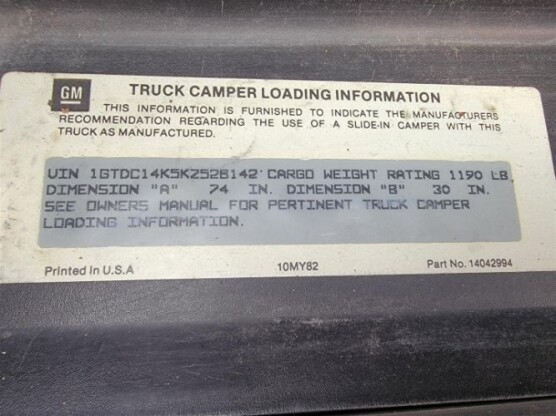 GM
TRUCK CAMPER LOADING INFORMATION
THIS INFORMATION IS FURNISHED TO INDICATE THE MANUFACTURERS
RECOMMENDATION REGARDING THE USE OF A SLIDE-IN CAMPER WITH THIS
TRUCK AS MANUFACTURED.
VIN 1GTDC14K5KZ528142 CARGO WEIGHT RATING 1190 LB.
DIMENSION "A" 74 IN. DIMENSION "B" 30 IN.
SEE OWNERS MANUAL FOR PERTINENT TRUCK CAMPER
LOADING INFORMATION.
Printed in U.S.A 10MY82 Part No. 14042994